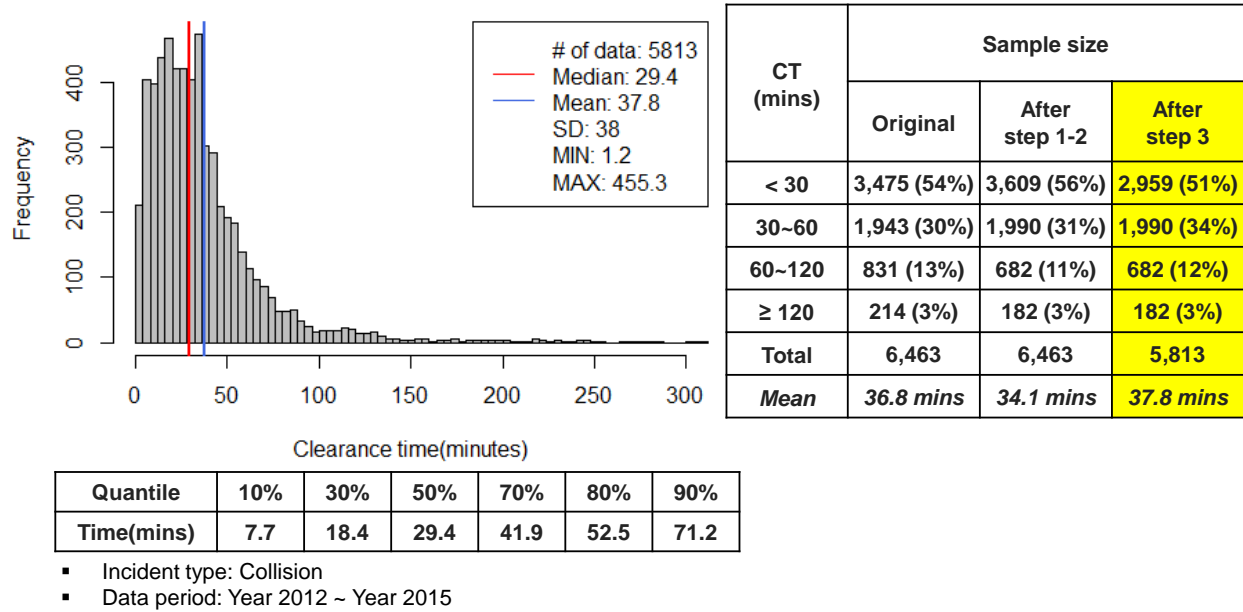 # of data: 5813
Median: 29.4
Mean: 37.8
SD: 38
MIN: 1.2
MAX: 455.3
Frequency
0 100 200 300 400
0 50 100 150 200 250 300
Clearance time(minutes)
CT (mins) Sample size
Original After step 1-2 After step 3
< 30 3,475 (54%) 3,609 (56%) 2,959 (51%)
30~60 1,943 (30%) 1,990 (31%) 1,990 (34%)
60~120 831 (13%) 682 (11%) 682 (12%)
≥ 120 214 (3%) 182 (3%) 182 (3%)
Total 6,463 6,463 5,813
Mean 36.8 mins 34.1 mins 37.8 mins
Quantile 10% 30% 50% 70% 80% 90%
Time(mins) 7.7 18.4 29.4 41.9 52.5 71.2
▪ Incident type: Collision
▪ Data period: Year 2012 ~ Year 2015